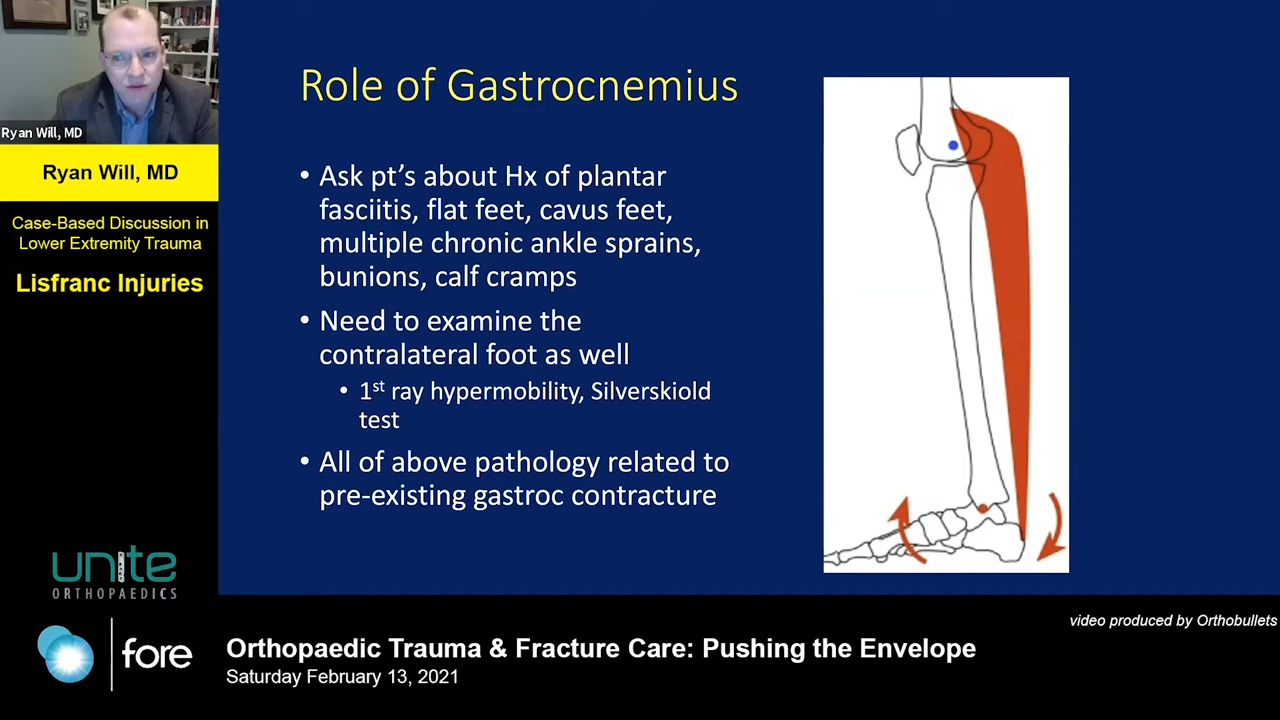 Ryan Will, MD
Ryan Will, MD
Case-Based Discussion in
Lower Extremity Trauma
Lisfranc Injuries
Role of Gastrocnemius
• Ask pt’s about Hx of plantar
fasciitis, flat feet, cavus feet,
multiple chronic ankle sprains,
bunions, calf cramps
• Need to examine the
contralateral foot as well
• 1st ray hypermobility, Silverskiold
test
• All of above pathology related to
pre-existing gastroc contracture
unite
ORTHOPAEDICS
fore
video produced by Orthobullets
Orthopaedic Trauma & Fracture Care: Pushing the Envelope
Saturday February 13, 2021